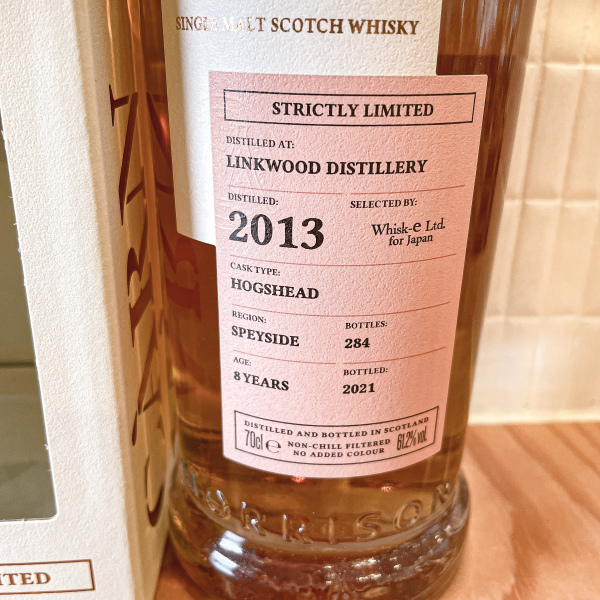 SINGLE MALT SCOTCH WHISKY
STRICTLY LIMITED
DISTILLED AT:
LINKWOOD DISTILLERY
DISTILLED:
2013
SELECTED BY:
Whisk-e Ltd.
for Japan
CASK TYPE:
HOGSHEAD
REGION:
SPEYSIDE
BOTTLES:
284
AGE:
8 YEARS
BOTTLED:
2021
DISTILLED AND BOTTLED IN SCOTLAND
70cl e
NON-CHILL FILTERED
NO ADDED COLOUR
61.2% vol.
MORRISON
CÀRN
ITED